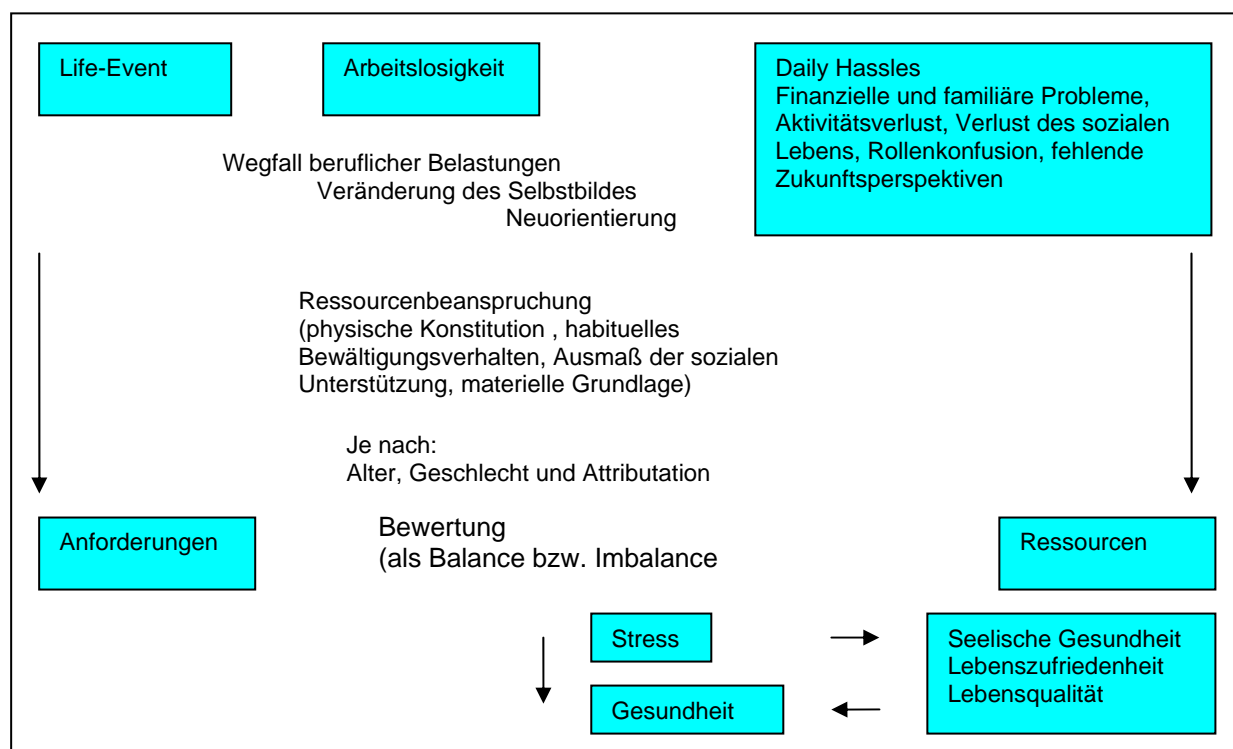 Life-Event
Arbeitslosigkeit
Daily Hassles
Finanzielle und familiäre Probleme,
Aktivitätsverlust, Verlust des sozialen
Lebens, Rollenkonfusion, fehlende
Zukunftsperspektiven
Wegfall beruflicher Belastungen
Veränderung des Selbstbildes
Neuorientierung
Ressourcenbeanspruchung
(physische Konstitution , habituelles
Bewältigungsverhalten, Ausmaß der sozialen
Unterstützung, materielle Grundlage)
Je nach:
Alter, Geschlecht und Attributation
Anforderungen
Bewertung
(als Balance bzw. Imbalance
Ressourcen
Stress
Gesundheit
Seelische Gesundheit
Lebenszufriedenheit
Lebensqualität